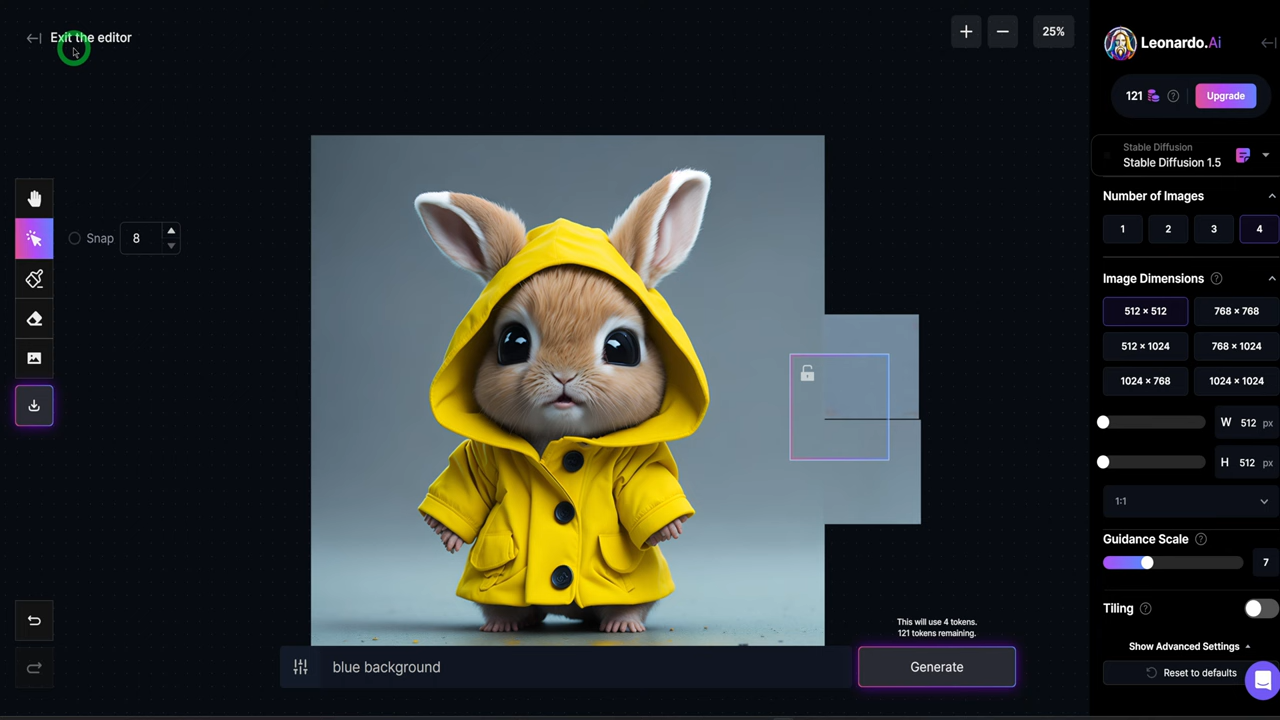 Exit the editor
25%
Leonardo.Ai
121
Upgrade
Stable Diffusion
Stable Diffusion 1.5
Number of Images
1
2
3
4
Image Dimensions
512 × 512
768 × 768
512 × 1024
768 × 1024
1024 × 768
1024 × 1024
W 512 px
H 512 px
1:1
Guidance Scale
7
Tiling
Show Advanced Settings
Reset to defaults
Snap 8
This will use 4 tokens.
121 tokens remaining.
blue background
Generate